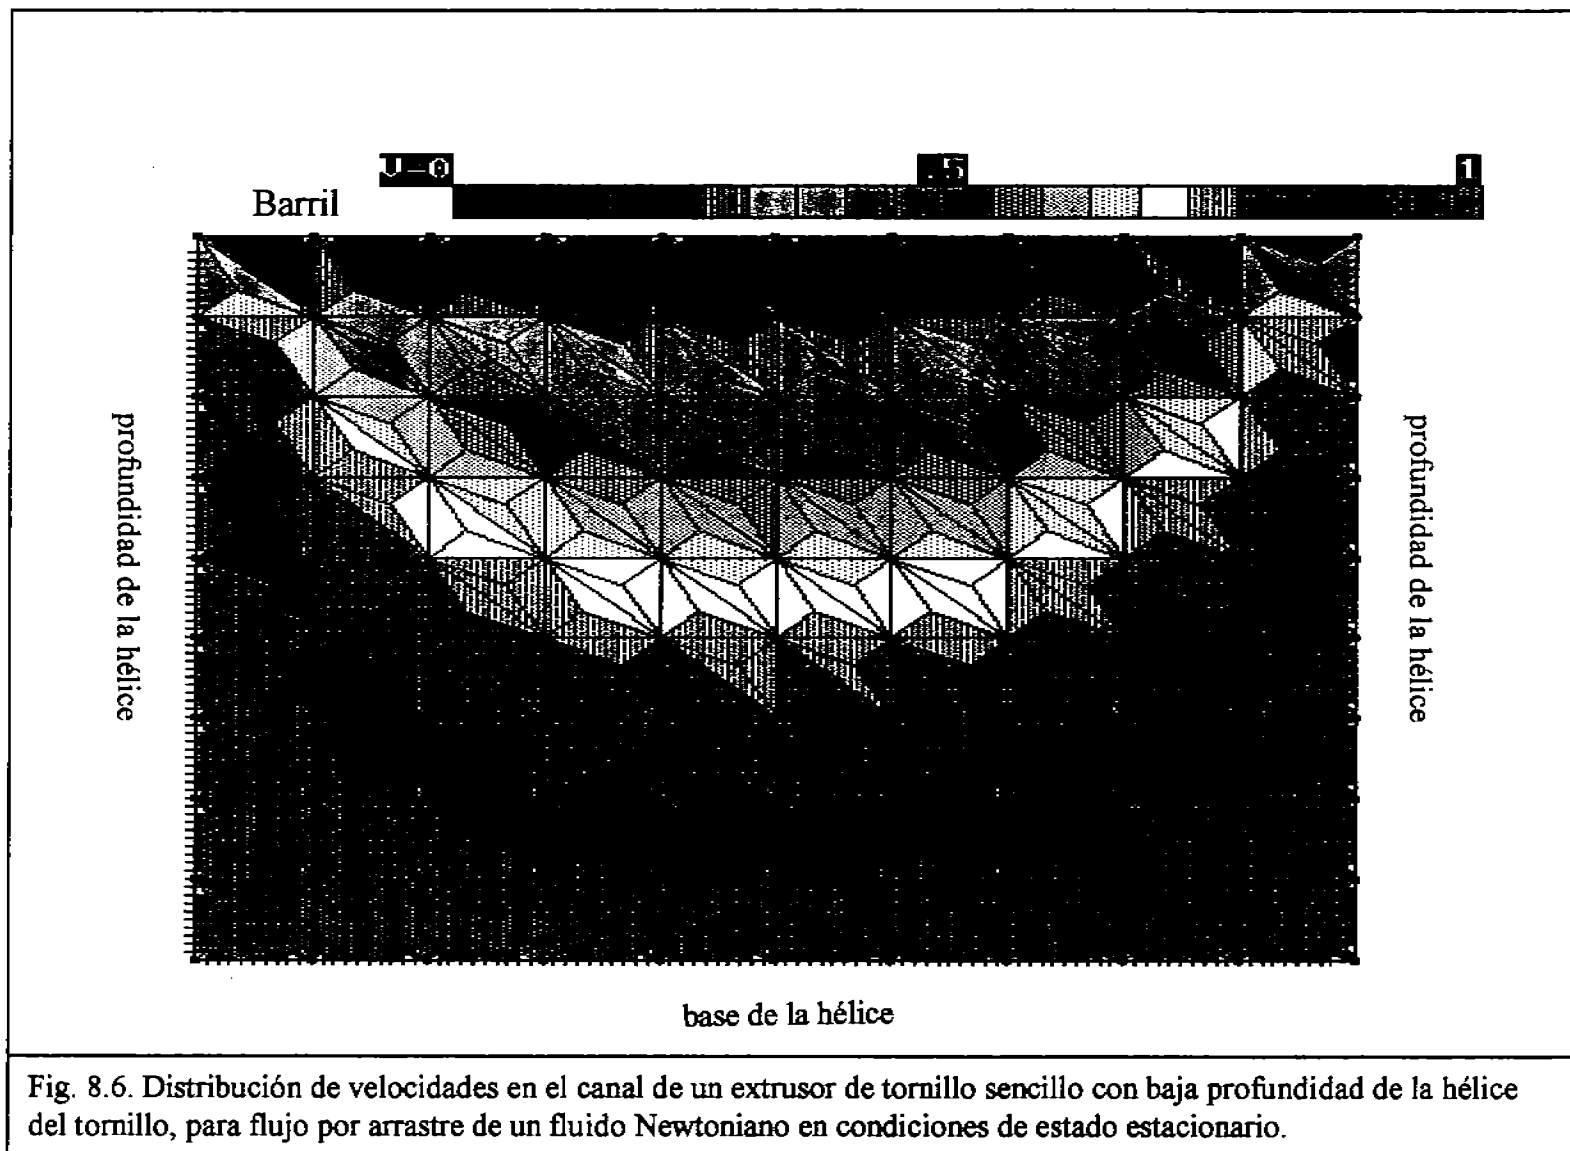 U=0 .5 1
Barril
profundidad de la hélice
profundidad de la hélice
base de la hélice
Fig. 8.6. Distribución de velocidades en el canal de un extrusor de tornillo sencillo con baja profundidad de la hélice
del tornillo, para flujo por arrastre de un fluido Newtoniano en condiciones de estado estacionario.